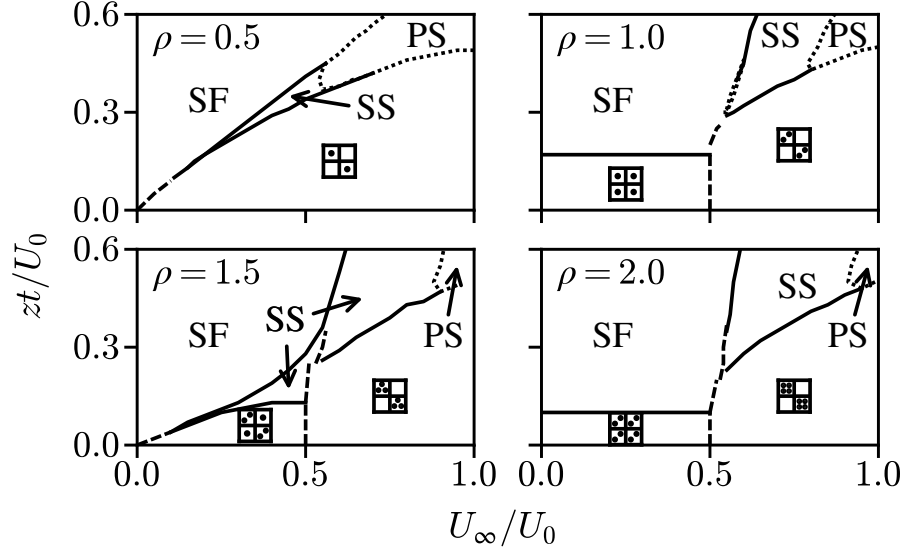 0.6
ρ = 0.5
PS
ρ = 1.0
SS
PS
SF
SS
SF
0.3
0.0
0.6
ρ = 1.5
ρ = 2.0
SS
SS
SF
PS
SF
PS
0.3
0.0
0.0
0.5
1.0
0.0
0.5
1.0
zt/U₀
U∞/U₀